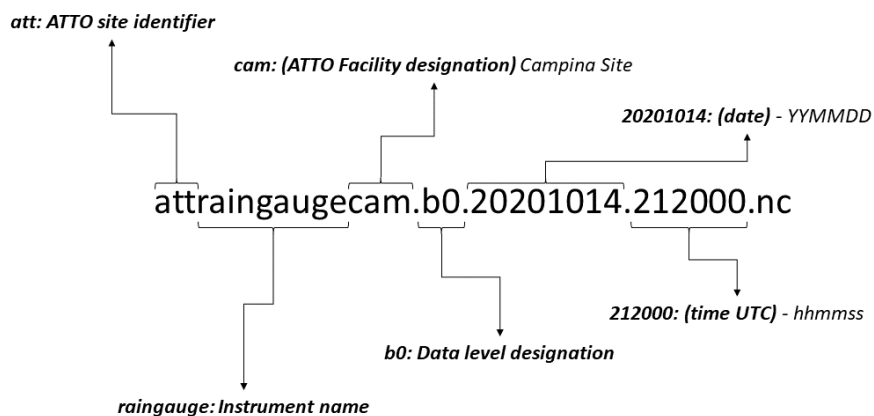 att: ATTO site identifier
cam: (ATTO Facility designation) Campina Site
20201014: (date) - YYMMDD
attraingaugecam.b0.20201014.212000.nc
212000: (time UTC) - hhmmss
b0: Data level designation
raingauge: Instrument name